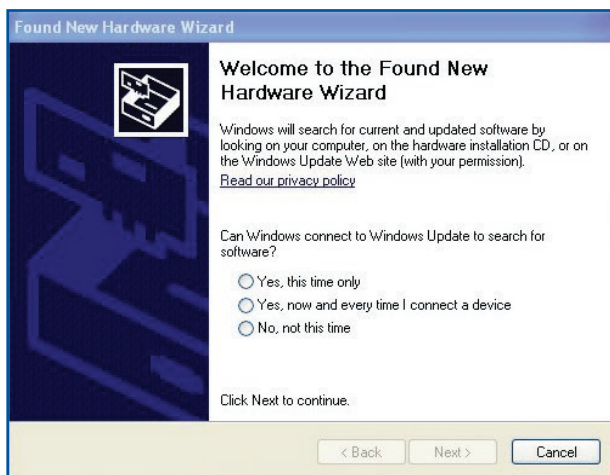 Found New Hardware Wizard
Welcome to the Found New
Hardware Wizard
Windows will search for current and updated software by
looking on your computer, on the hardware installation CD, or on
the Windows Update Web site (with your permission).
Read our privacy policy
Can Windows connect to Windows Update to search for
software?
Yes, this time only
Yes, now and every time I connect a device
No, not this time
Click Next to continue.
< Back
Next >
Cancel